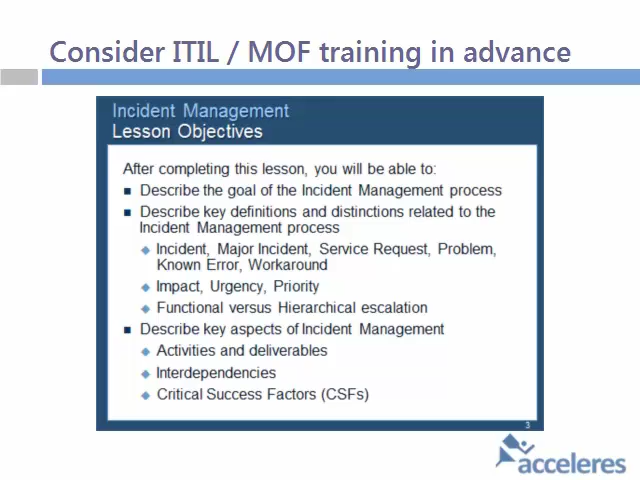 Consider ITIL / MOF training in advance
Incident Management
Lesson Objectives
After completing this lesson, you will be able to:
■ Describe the goal of the Incident Management process
■ Describe key definitions and distinctions related to the
Incident Management process
◆ Incident, Major Incident, Service Request, Problem,
Known Error, Workaround
◆ Impact, Urgency, Priority
◆ Functional versus Hierarchical escalation
■ Describe key aspects of Incident Management
◆ Activities and deliverables
◆ Interdependencies
◆ Critical Success Factors (CSFs)
3
acceleres